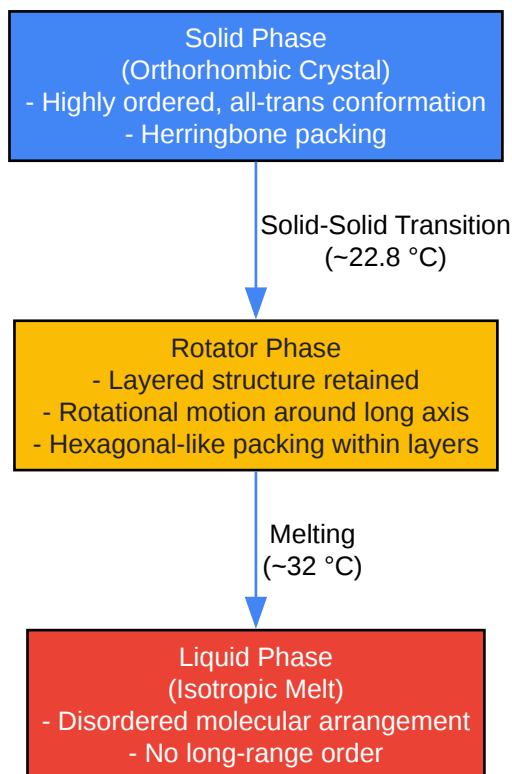 Solid Phase
(Orthorhombic Crystal)
- Highly ordered, all-trans conformation
- Herringbone packing
Solid-Solid Transition
(~22.8 °C)
Rotator Phase
- Layered structure retained
- Rotational motion around long axis
- Hexagonal-like packing within layers
Melting
(~32 °C)
Liquid Phase
(Isotropic Melt)
- Disordered molecular arrangement
- No long-range order